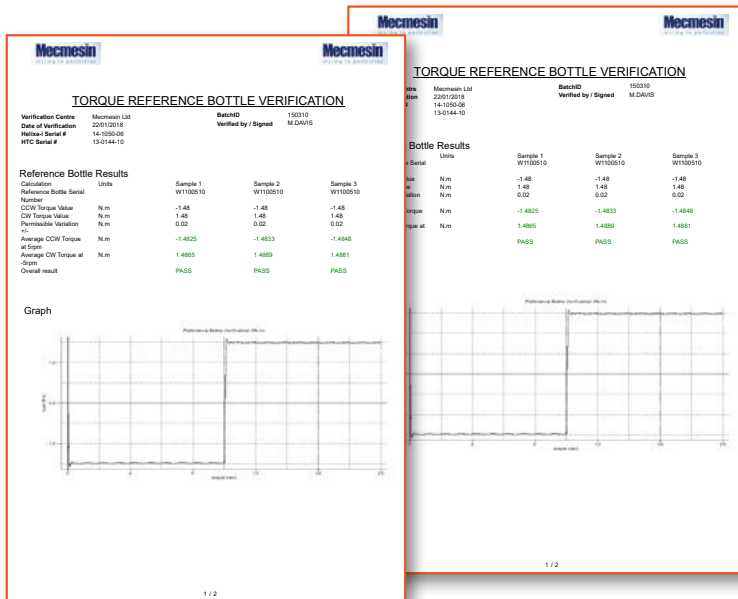 Mecmesin
Mecmesin
TORQUE REFERENCE BOTTLE VERIFICATION
Verification Centre Mecmesin Ltd BatchID 150310
Date of Verification 22/01/2018 Verified by / Signed M.DAVIS
Helixa-i Serial # 14-1050-06
HTC Serial # 13-0144-10
Reference Bottle Results
Calculation Units Sample 1 Sample 2 Sample 3
Reference Bottle Serial W1100510 W1100510 W1100510
Number
CCW Torque Value N.m -1.48 -1.48 -1.48
CW Torque Value N.m 1.48 1.48 1.48
Permissible Variation N.m 0.02 0.02 0.02
+/-
Average CCW Torque N.m -1.4825 -1.4833 -1.4848
at 5rpm
Average CW Torque at N.m 1.4865 1.4889 1.4881
-5rpm
Overall result PASS PASS PASS
Graph
1 / 2
Mecmesin
Mecmesin
TORQUE REFERENCE BOTTLE VERIFICATION
Mecmesin Ltd BatchID 150310
22/01/2018 Verified by / Signed M.DAVIS
14-1050-06
13-0144-10
Bottle Results
Units Sample 1 Sample 2 Sample 3
Serial W1100510 W1100510 W1100510
N.m -1.48 -1.48 -1.48
N.m 1.48 1.48 1.48
N.m 0.02 0.02 0.02
N.m -1.4825 -1.4833 -1.4848
N.m 1.4865 1.4889 1.4881
PASS PASS PASS
1 / 2